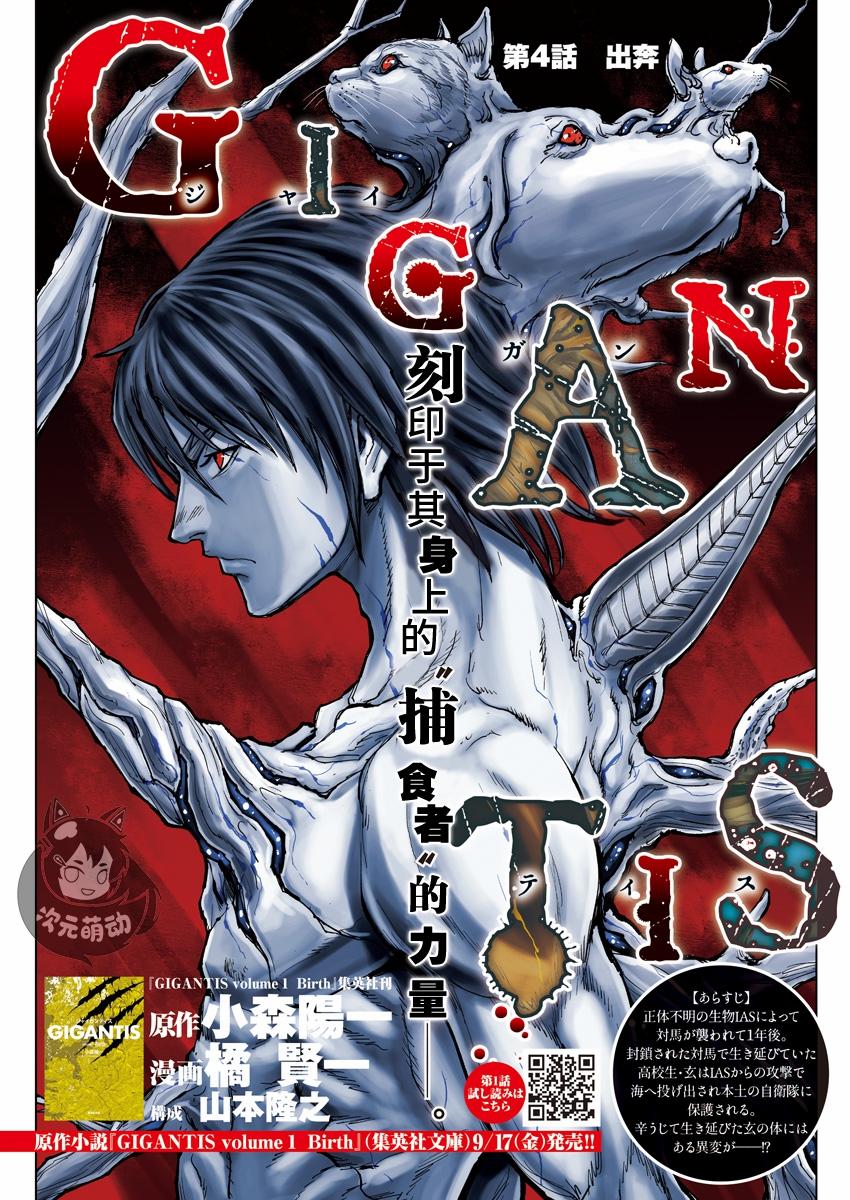 第4話 出奔
GIGANTIS
ジャイガンティス
刻印于其身上的〝捕食者〟的力量――。
次元萌动
『GIGANTIS volume 1 Birth』集英社刊
原作 小森陽一
漫画 橘 賢一
構成 山本隆之
GIGANTIS
第1話
試し読みは
こちら
【あらすじ】
正体不明の生物IASによって
対馬が襲われて1年後。
封鎖された対馬で生き延びていた
高校生・玄はIASからの攻撃で
海へ投げ出され本土の自衛隊に
保護される。
辛うじて生き延びた玄の体には
ある異変が――!?
原作小説『GIGANTIS volume 1 Birth』(集英社文庫)9/17(金)発売!!